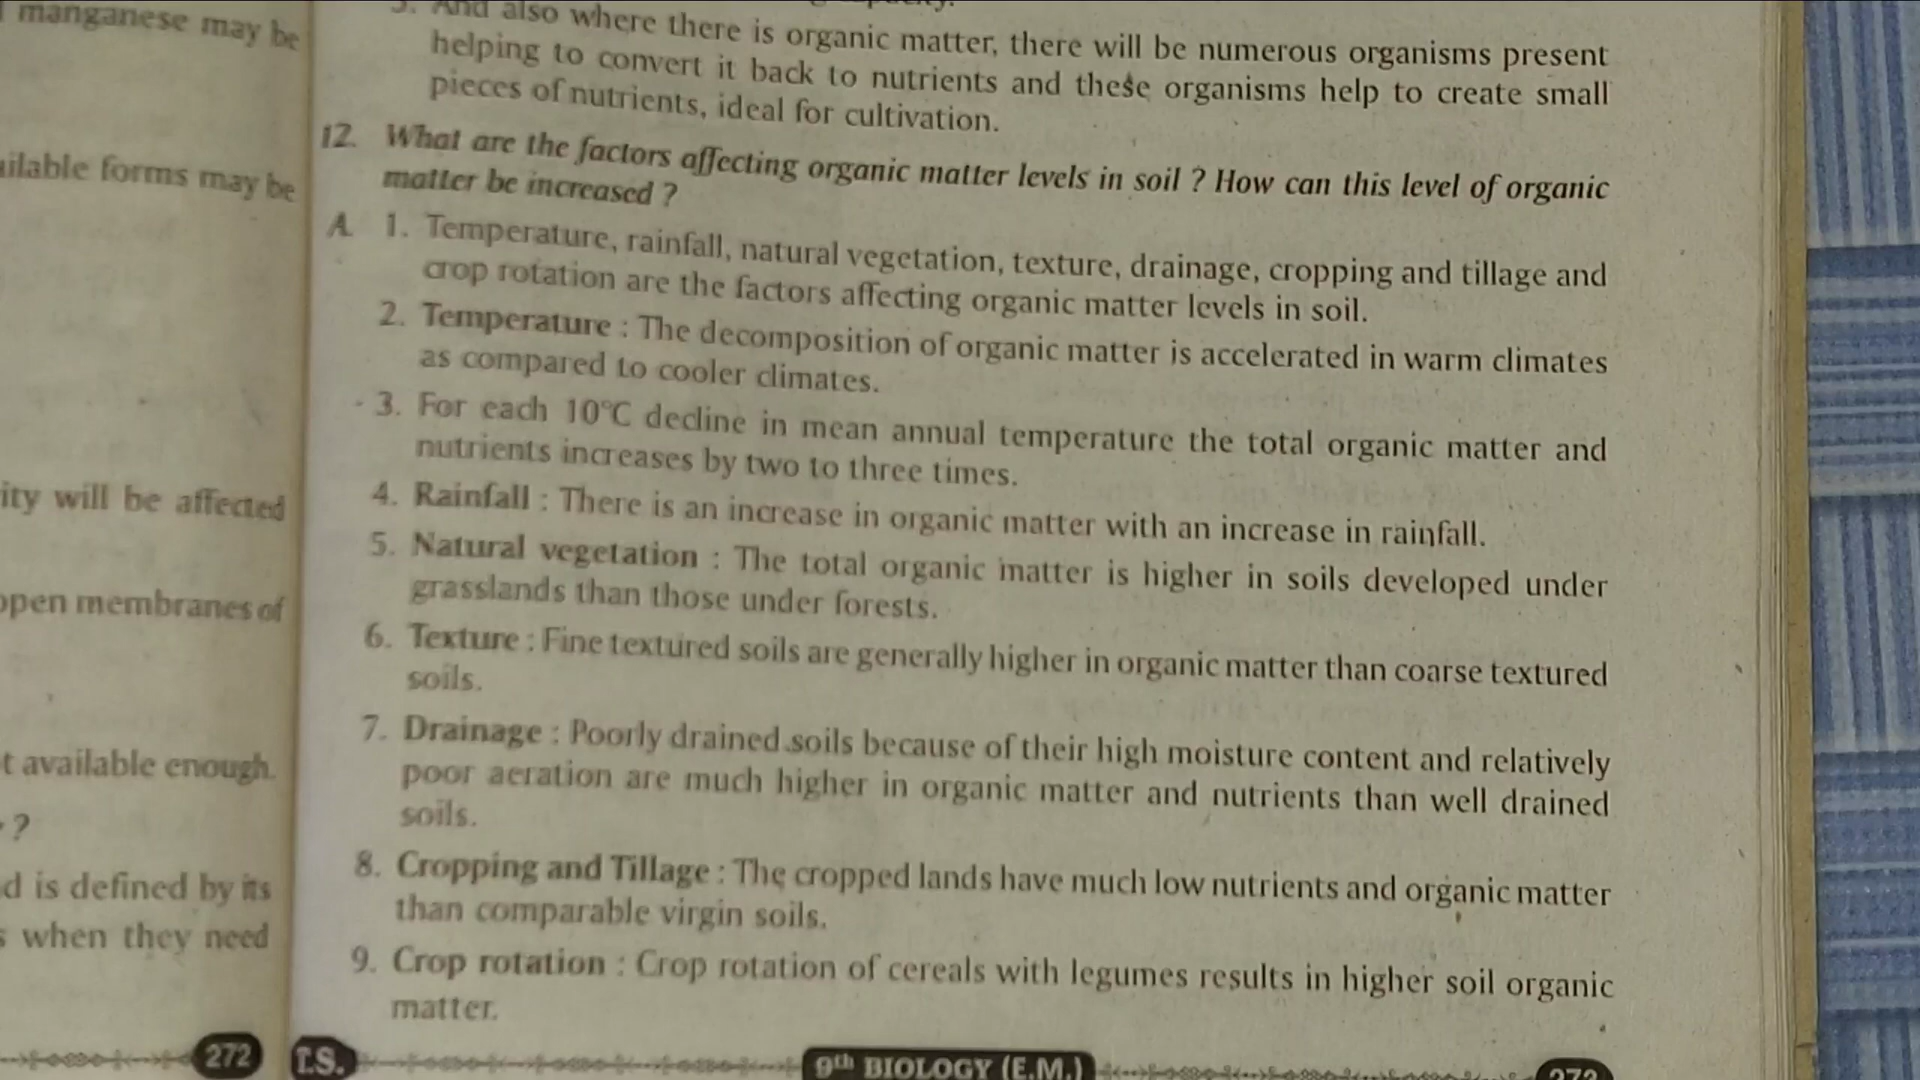 manganese may be
ailable forms may be
ity will be affected
open membranes of
t available enough.
?
d is defined by its
s when they need
272
3. And also where there is organic matter, there will be numerous organisms present
helping to convert it back to nutrients and these organisms help to create small
pieces of nutrients, ideal for cultivation.
12. What are the factors affecting organic matter levels in soil ? How can this level of organic
matter be increased ?
A. 1. Temperature, rainfall, natural vegetation, texture, drainage, cropping and tillage and
crop rotation are the factors affecting organic matter levels in soil.
2. Temperature : The decomposition of organic matter is accelerated in warm climates
as compared to cooler climates.
3. For each 10°C decline in mean annual temperature the total organic matter and
nutrients increases by two to three times.
4. Rainfall : There is an increase in organic matter with an increase in rainfall.
5. Natural vegetation : The total organic matter is higher in soils developed under
grasslands than those under forests.
6. Texture : Fine textured soils are generally higher in organic matter than coarse textured
soils.
7. Drainage : Poorly drained soils because of their high moisture content and relatively
poor aeration are much higher in organic matter and nutrients than well drained
soils.
8. Cropping and Tillage : The cropped lands have much low nutrients and organic matter
than comparable virgin soils.
9. Crop rotation : Crop rotation of cereals with legumes results in higher soil organic
matter.
T.S.
9th BIOLOGY (E.M.)
273